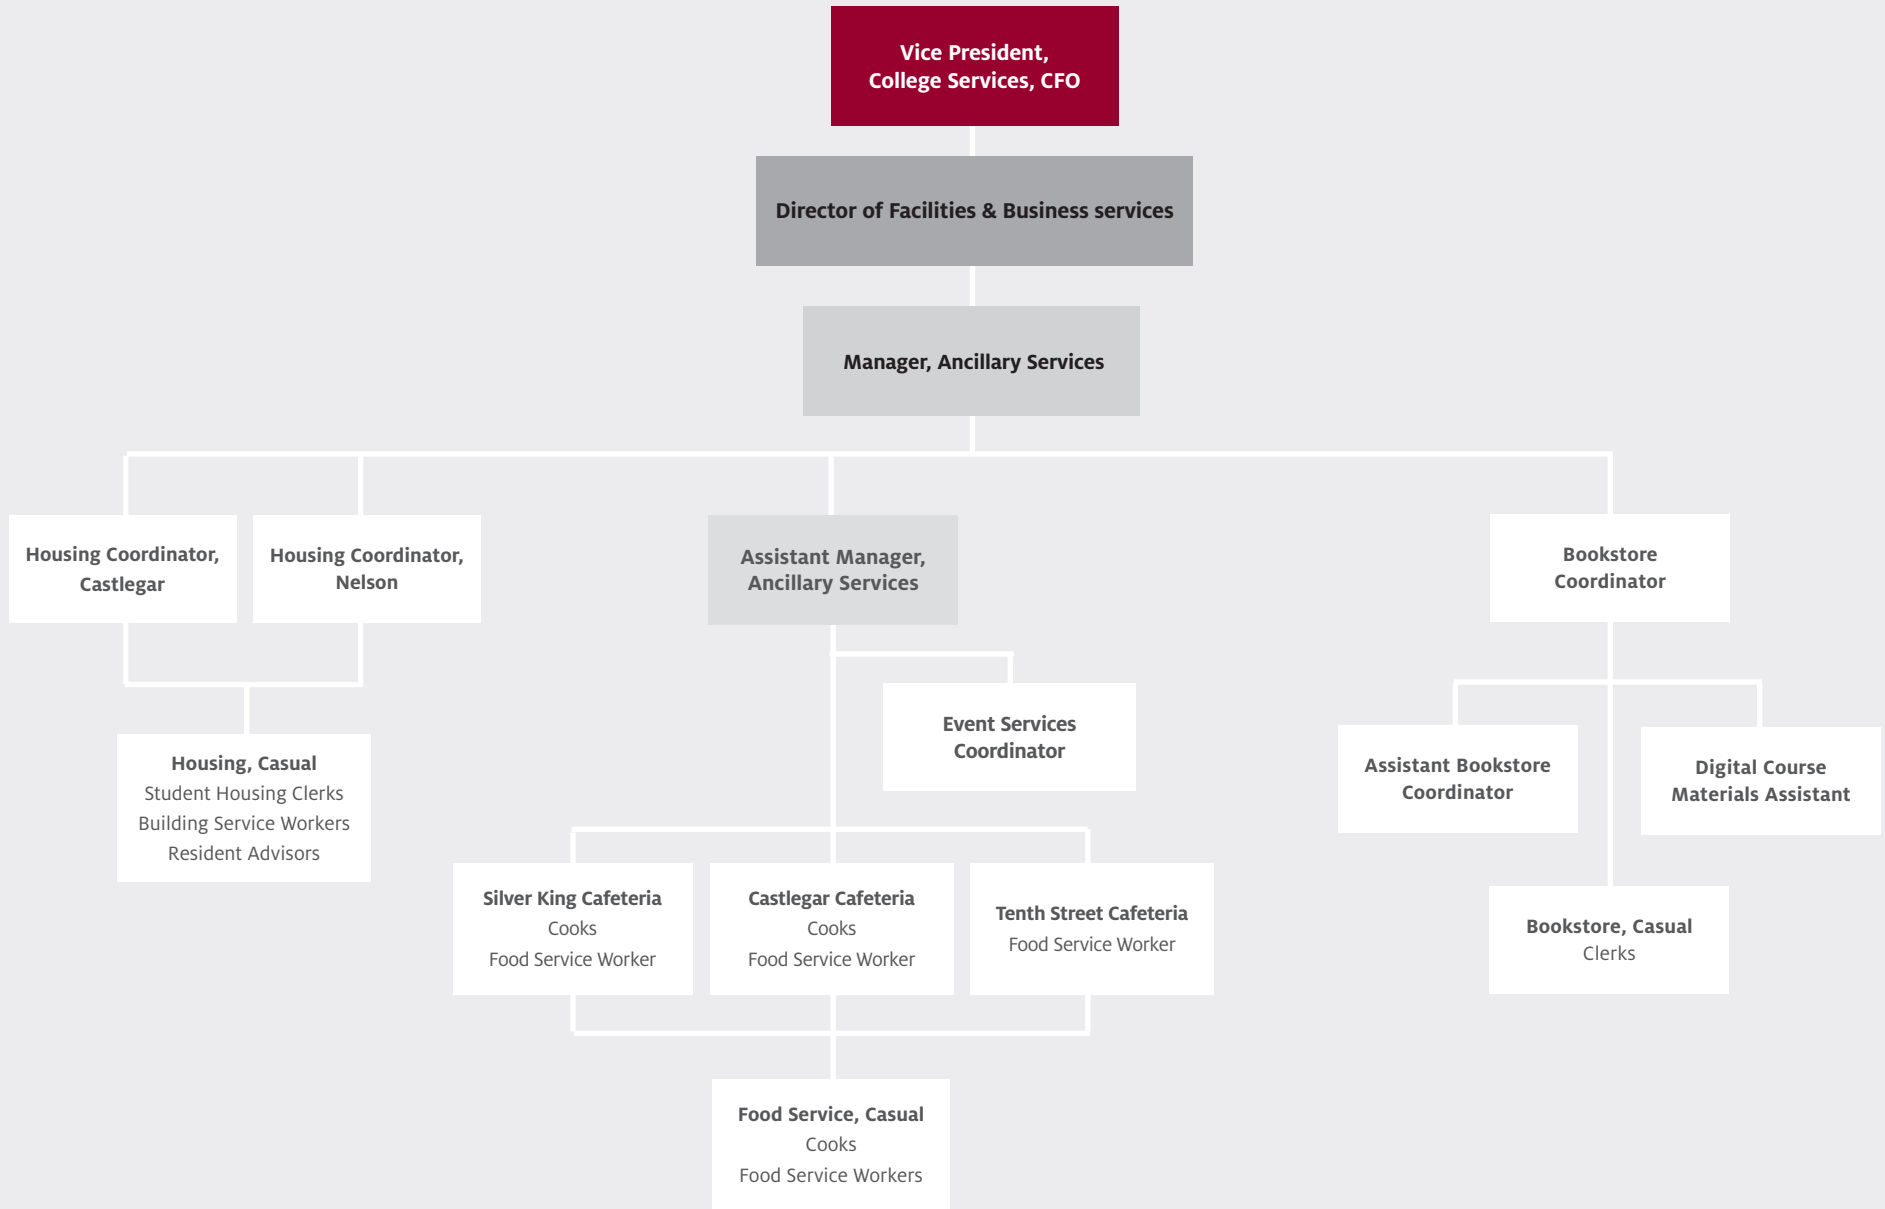 Vice President,
College Services, CFO
Director of Facilities & Business services
Manager, Ancillary Services
Housing Coordinator,
Castlegar
Housing Coordinator,
Nelson
Assistant Manager,
Ancillary Services
Bookstore
Coordinator
Housing, Casual
Student Housing Clerks
Building Service Workers
Resident Advisors
Event Services
Coordinator
Assistant Bookstore
Coordinator
Digital Course
Materials Assistant
Silver King Cafeteria
Cooks
Food Service Worker
Castlegar Cafeteria
Cooks
Food Service Worker
Tenth Street Cafeteria
Food Service Worker
Bookstore, Casual
Clerks
Food Service, Casual
Cooks
Food Service Workers